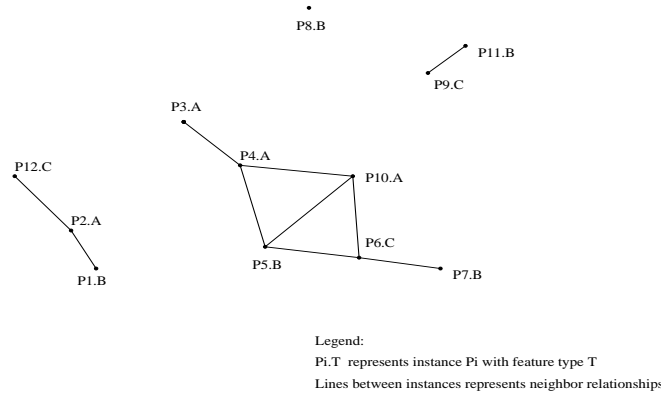 P8.B
P11.B
P9.C
P3.A
P4.A
P12.C
P10.A
P2.A
P6.C
P5.B
P7.B
P1.B
Legend:
Pi.T represents instance Pi with feature type T
Lines between instances represents neighbor relationships